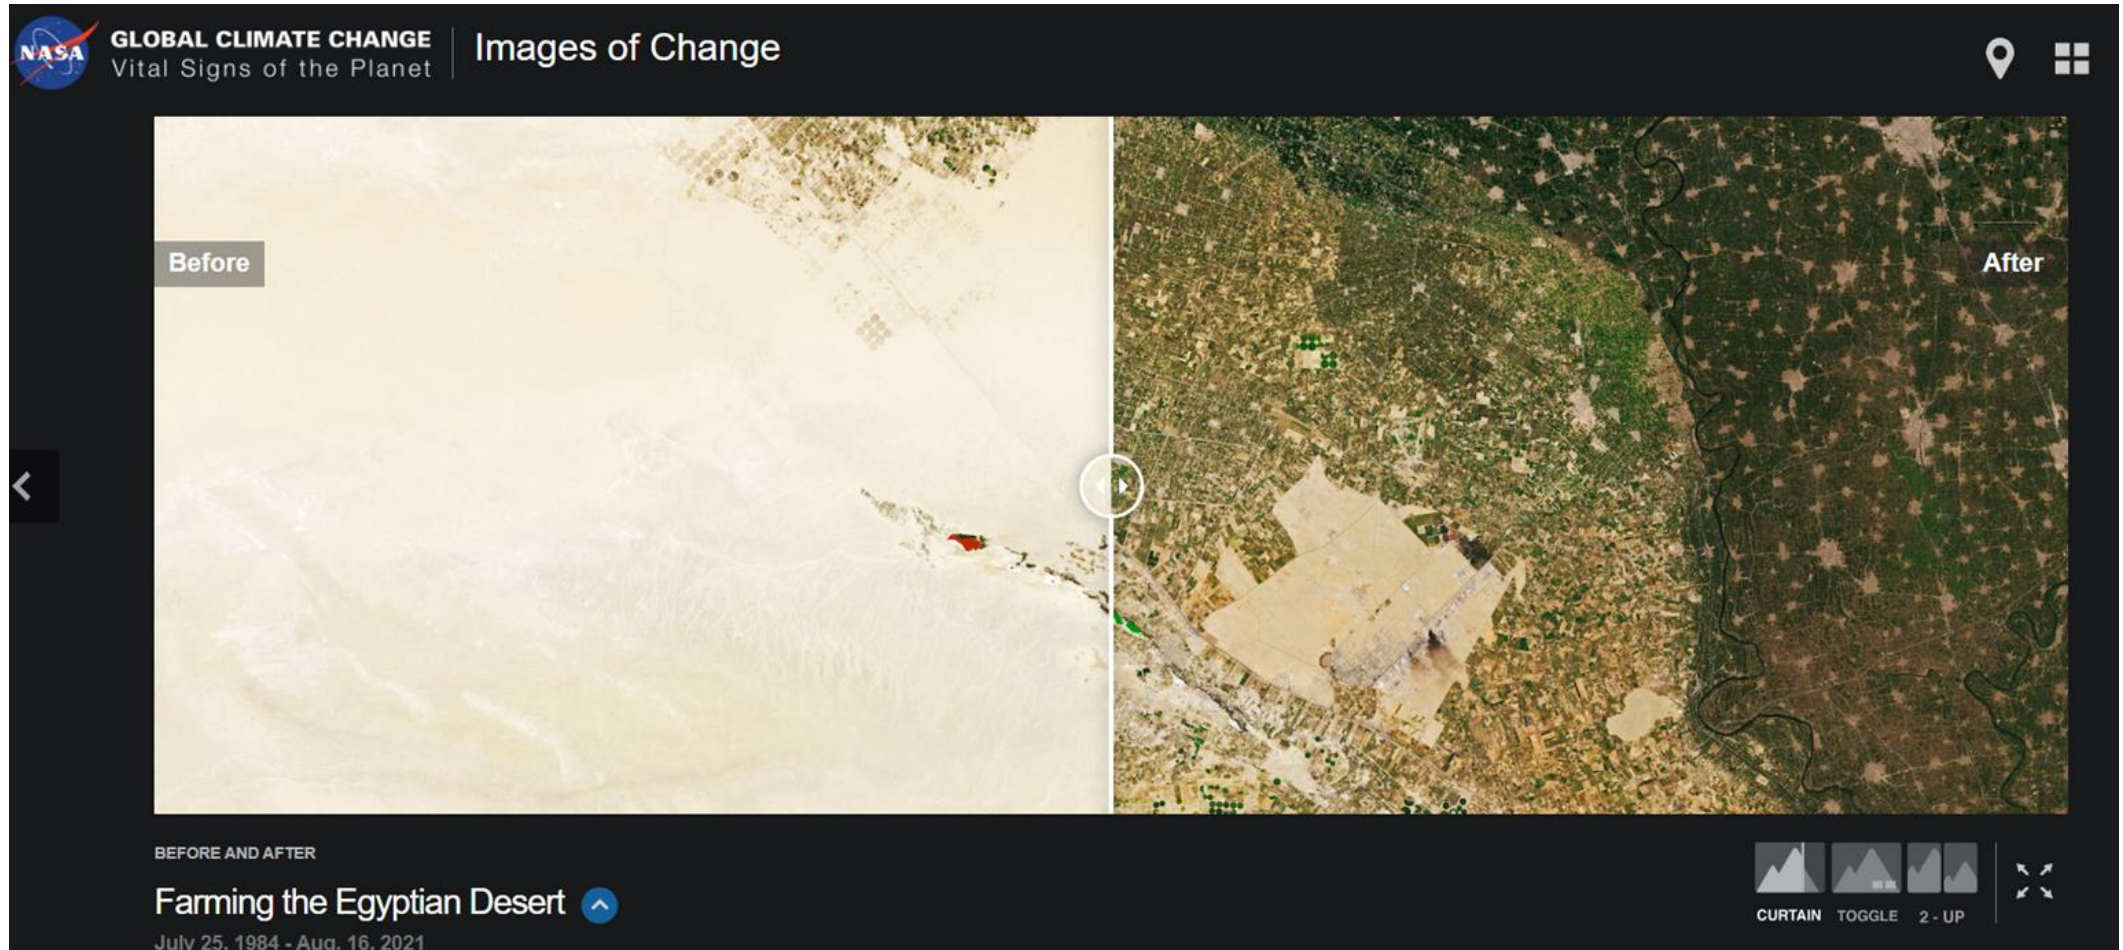 NASA
GLOBAL CLIMATE CHANGE
Vital Signs of the Planet
Images of Change
Before
After
BEFORE AND AFTER
Farming the Egyptian Desert
July 25, 1984 - Aug. 16, 2021
CURTAIN
TOGGLE
2 - UP